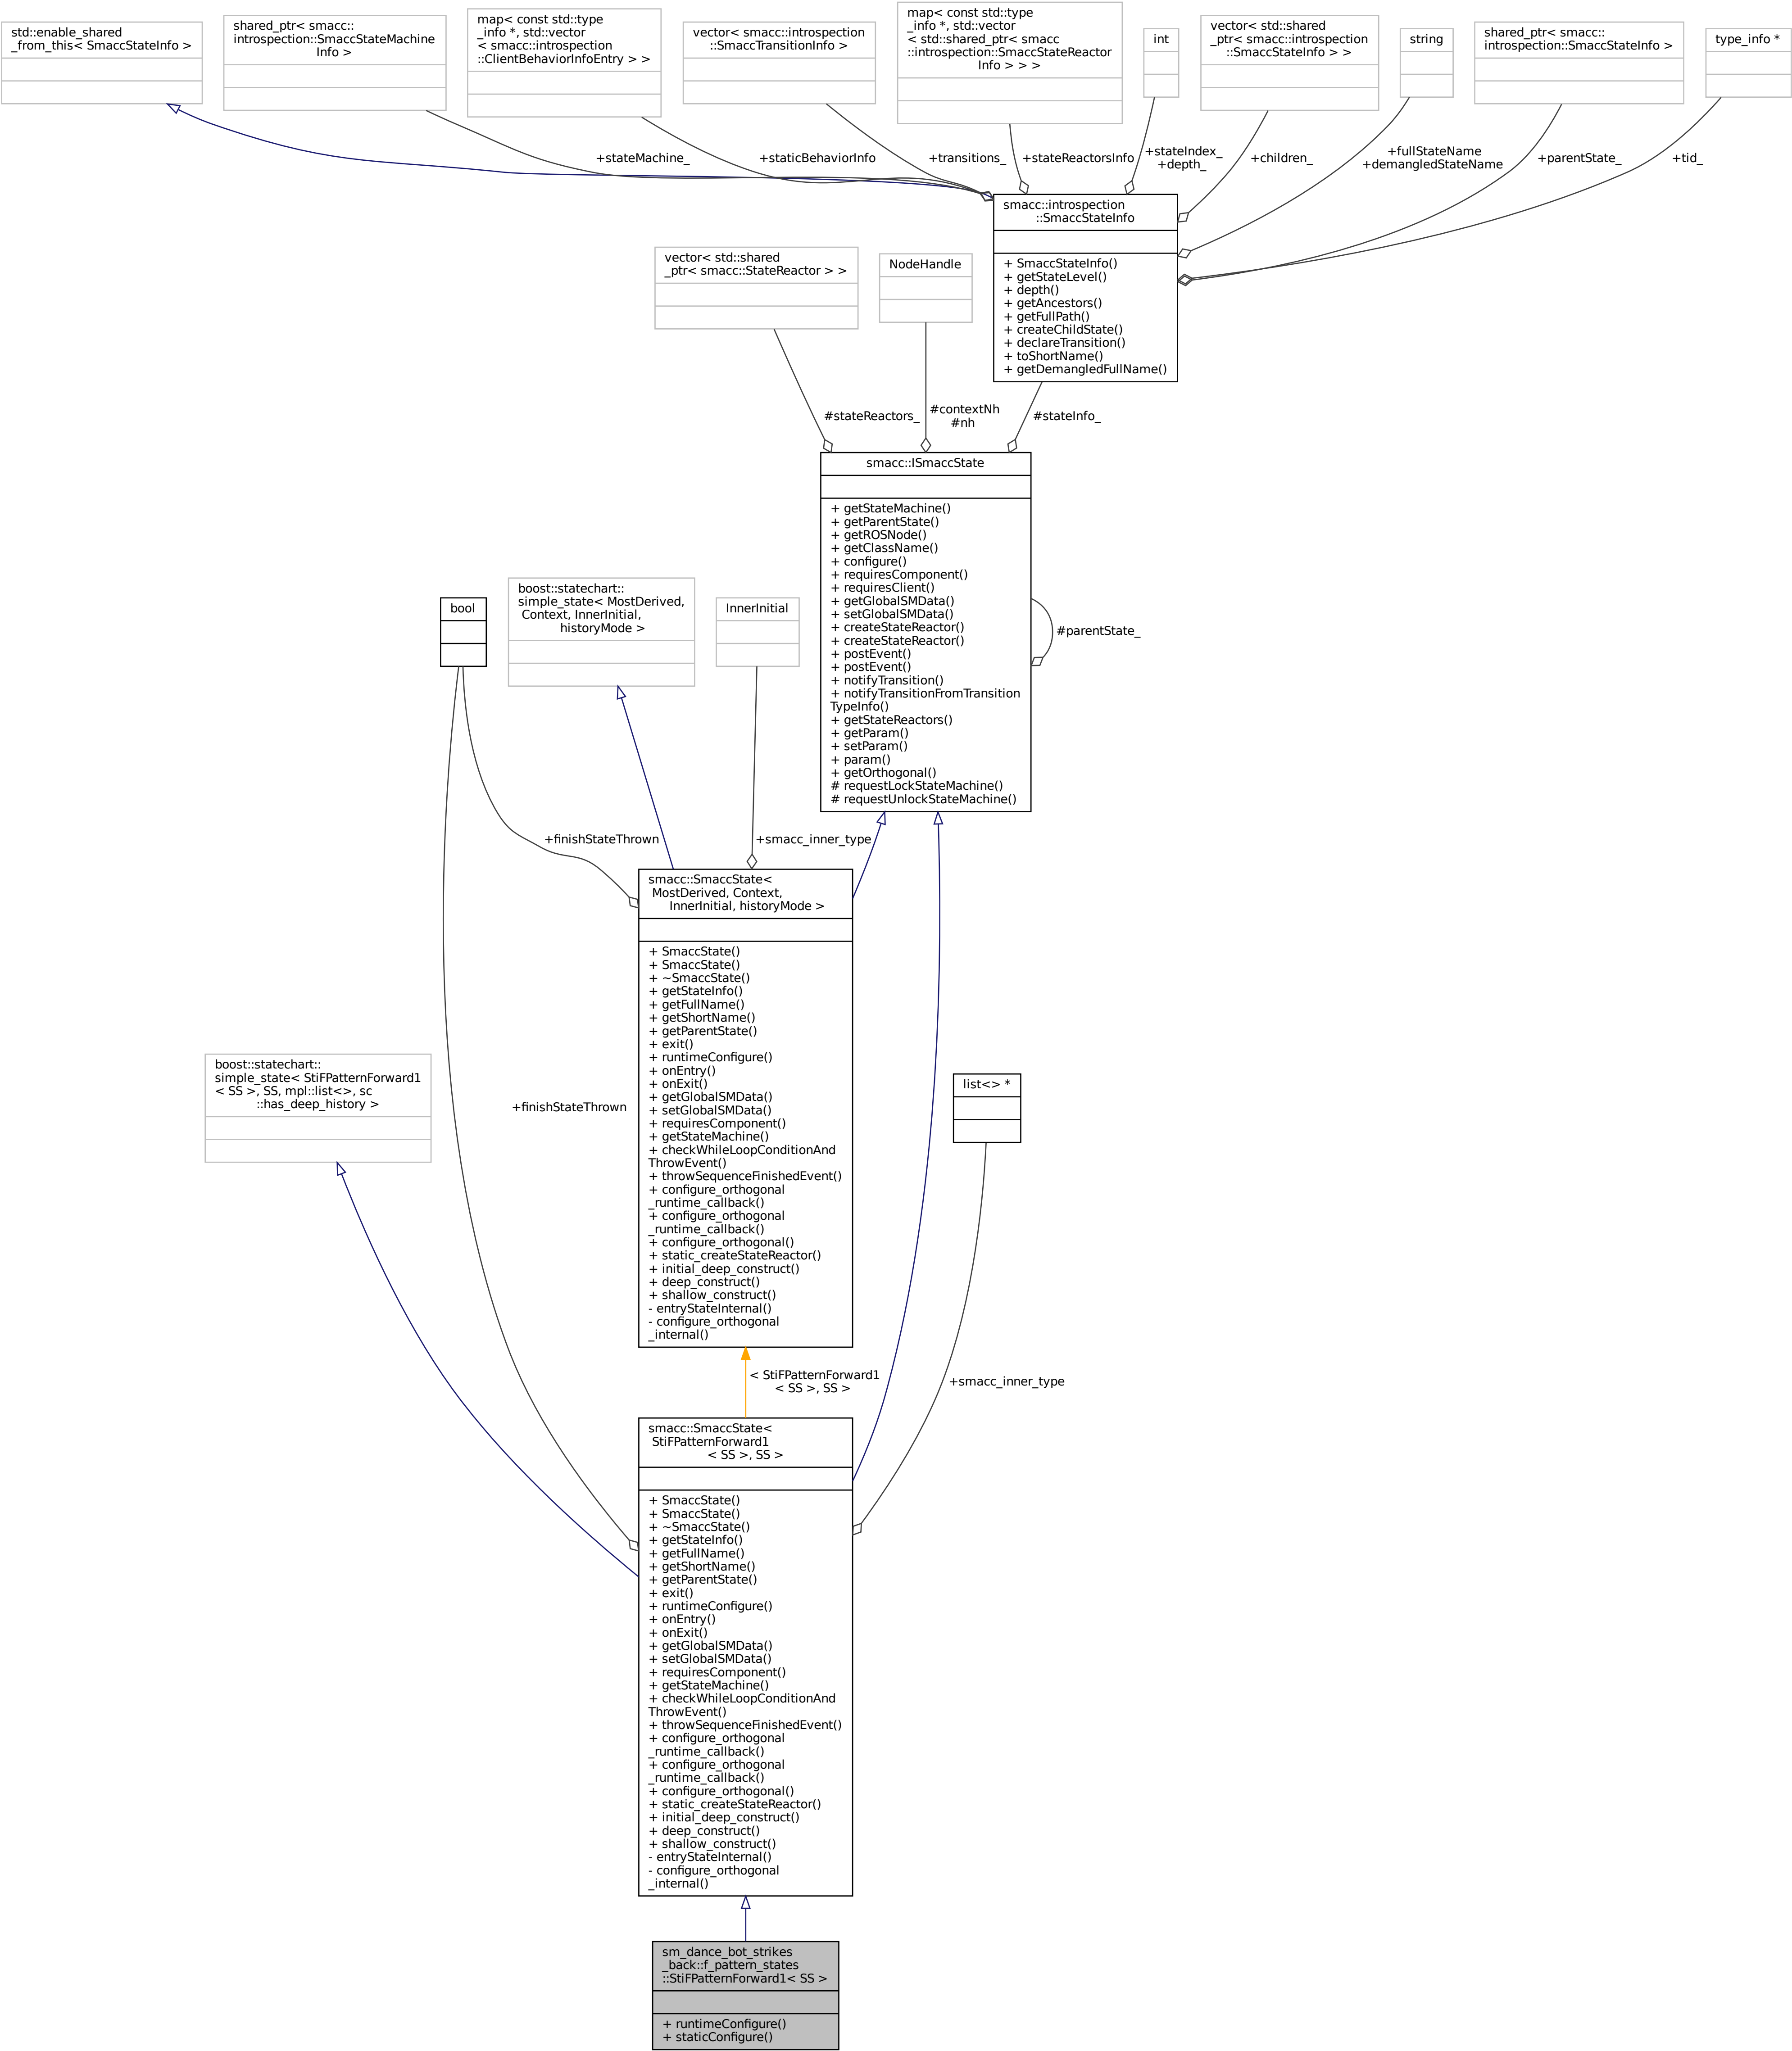 std::enable_shared
_from_this< SmaccStateInfo >
shared_ptr< smacc::
introspection::SmaccStateMachine
Info >
map< const std::type
_info *, std::vector
< smacc::introspection
::ClientBehaviorInfoEntry > >
vector< smacc::introspection
::SmaccTransitionInfo >
map< const std::type
_info *, std::vector
< std::shared_ptr< smacc
::introspection::SmaccStateReactor
Info > > >
int
vector< std::shared
_ptr< smacc::introspection
::SmaccStateInfo > >
string
shared_ptr< smacc::
introspection::SmaccStateInfo >
type_info *
+stateMachine_
+staticBehaviorInfo
+transitions_
+stateReactorsInfo
+stateIndex_
+depth_
+children_
+fullStateName
+demangledStateName
+parentState_
+tid_
smacc::introspection
::SmaccStateInfo
+ SmaccStateInfo()
+ getStateLevel()
+ depth()
+ getAncestors()
+ getFullPath()
+ createChildState()
+ declareTransition()
+ toShortName()
+ getDemangledFullName()
vector< std::shared
_ptr< smacc::StateReactor > >
NodeHandle
#stateReactors_
#contextNh
#nh
#stateInfo_
smacc::ISmaccState
+ getStateMachine()
+ getParentState()
+ getROSNode()
+ getClassName()
+ configure()
+ requiresComponent()
+ requiresClient()
+ getGlobalSMData()
+ setGlobalSMData()
+ createStateReactor()
+ createStateReactor()
+ postEvent()
+ postEvent()
+ notifyTransition()
+ notifyTransitionFromTransition
TypeInfo()
+ getStateReactors()
+ getParam()
+ setParam()
+ param()
+ getOrthogonal()
# requestLockStateMachine()
# requestUnlockStateMachine()
#parentState_
bool
boost::statechart::
simple_state< MostDerived,
Context, InnerInitial,
historyMode >
InnerInitial
+finishStateThrown
+smacc_inner_type
smacc::SmaccState<
MostDerived, Context,
InnerInitial, historyMode >
+ SmaccState()
+ SmaccState()
+ ~SmaccState()
+ getStateInfo()
+ getFullName()
+ getShortName()
+ getParentState()
+ exit()
+ runtimeConfigure()
+ onEntry()
+ onExit()
+ getGlobalSMData()
+ setGlobalSMData()
+ requiresComponent()
+ getStateMachine()
+ checkWhileLoopConditionAnd
ThrowEvent()
+ throwSequenceFinishedEvent()
+ configure_orthogonal
_runtime_callback()
+ configure_orthogonal
_runtime_callback()
+ configure_orthogonal()
+ static_createStateReactor()
+ initial_deep_construct()
+ deep_construct()
+ shallow_construct()
- entryStateInternal()
- configure_orthogonal
_internal()
boost::statechart::
simple_state< StiFPatternForward1
< SS >, SS, mpl::list<>, sc
::has_deep_history >
+finishStateThrown
list<> *
< StiFPatternForward1
< SS >, SS >
+smacc_inner_type
smacc::SmaccState<
StiFPatternForward1
< SS >, SS >
+ SmaccState()
+ SmaccState()
+ ~SmaccState()
+ getStateInfo()
+ getFullName()
+ getShortName()
+ getParentState()
+ exit()
+ runtimeConfigure()
+ onEntry()
+ onExit()
+ getGlobalSMData()
+ setGlobalSMData()
+ requiresComponent()
+ getStateMachine()
+ checkWhileLoopConditionAnd
ThrowEvent()
+ throwSequenceFinishedEvent()
+ configure_orthogonal
_runtime_callback()
+ configure_orthogonal
_runtime_callback()
+ configure_orthogonal()
+ static_createStateReactor()
+ initial_deep_construct()
+ deep_construct()
+ shallow_construct()
- entryStateInternal()
- configure_orthogonal
_internal()
sm_dance_bot_strikes
_back::f_pattern_states
::StiFPatternForward1< SS >
+ runtimeConfigure()
+ staticConfigure()